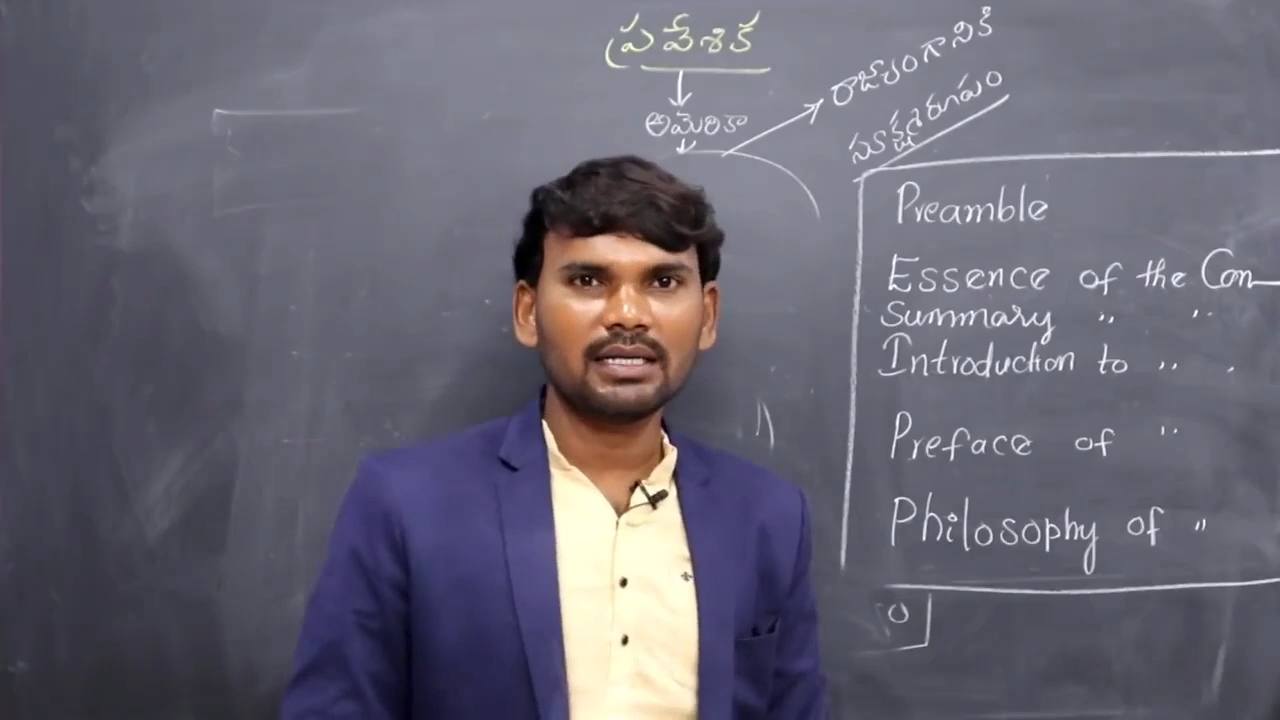 ప్రవేశిక
అమెరికా
రాజ్యాంగానికి
సూక్ష్మరూపం
Preamble
Essence of the Con
Summary " "
Introduction to " .
Preface of "
Philosophy of "